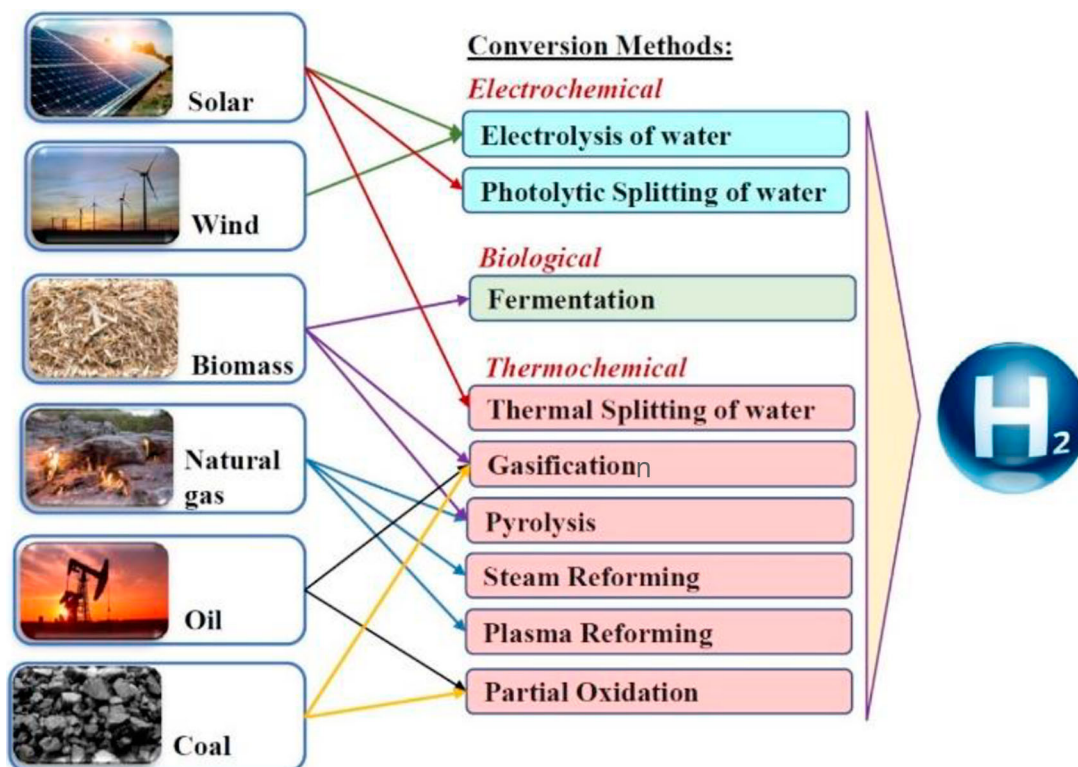 Solar
Wind
Biomass
Natural
gas
Oil
Coal
Conversion Methods:
Electrochemical
Electrolysis of water
Photolytic Splitting of water
Biological
Fermentation
Thermochemical
Thermal Splitting of water
Gasificationn
Pyrolysis
Steam Reforming
Plasma Reforming
Partial Oxidation
H2